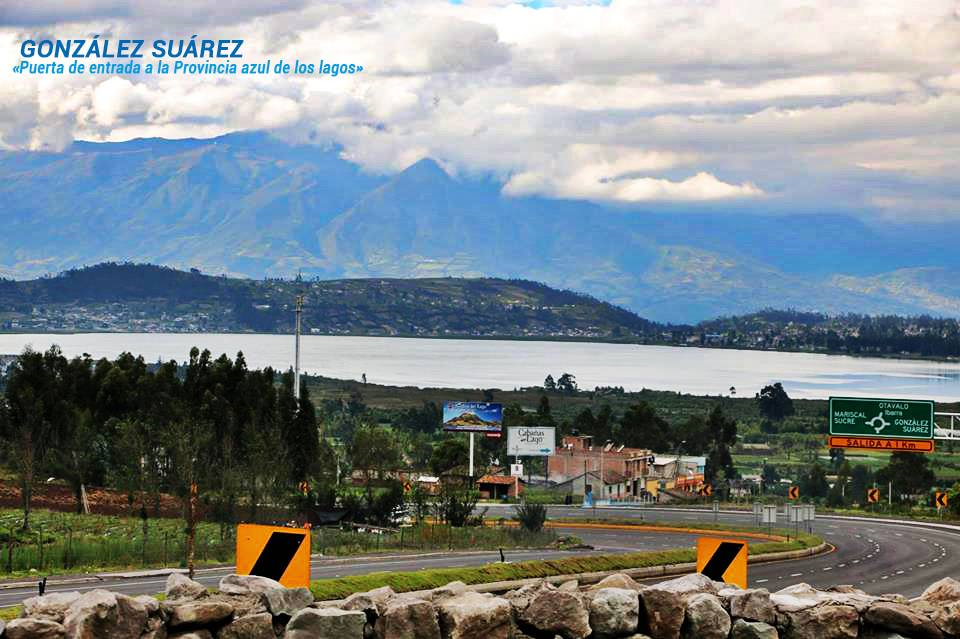 GONZÁLEZ SUÁREZ
«Puerta de entrada a la Provincia azul de los lagos»
Cabañas
del Lago
OTAVALO
Ibarra
MARISCAL
SUCRE
GONZÁLEZ
SUÁREZ
SALIDA A 1 Km